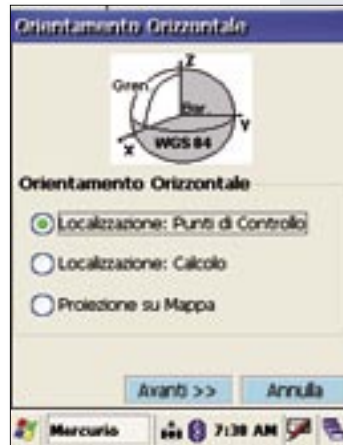 Orientamento Orizzontale
Z
Gren.
Bar.
Y
X
WGS 84
Orientamento Orizzontale
Localizzazione: Punti di Controllo
Localizzazione: Calcolo
Proiezione su Mappa
Avanti >>
Annulla
Mercurio
7:38 AM